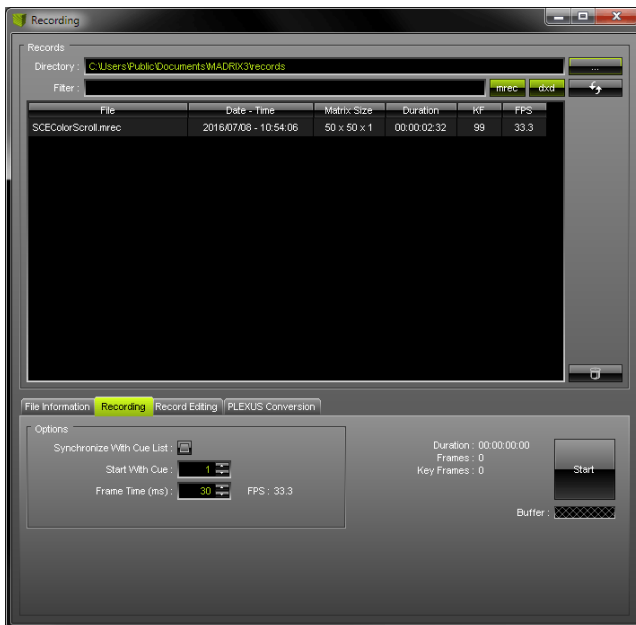 Recording
Records
Directory : C:\Users\Public\Documents\MADRIX3\records ...
Filter : mrec dxd
File Date - Time Matrix Size Duration KF FPS
SCEColorScroll.mrec 2016/07/08 - 10:54:06 50 x 50 x 1 00:00:02:32 99 33.3
File Information Recording Record Editing PLEXUS Conversion
Options
Synchronize With Cue List :
Start With Cue : 1
Frame Time (ms) : 30 FPS : 33.3
Duration : 00:00:00:00
Frames : 0
Key Frames : 0
Start
Buffer :